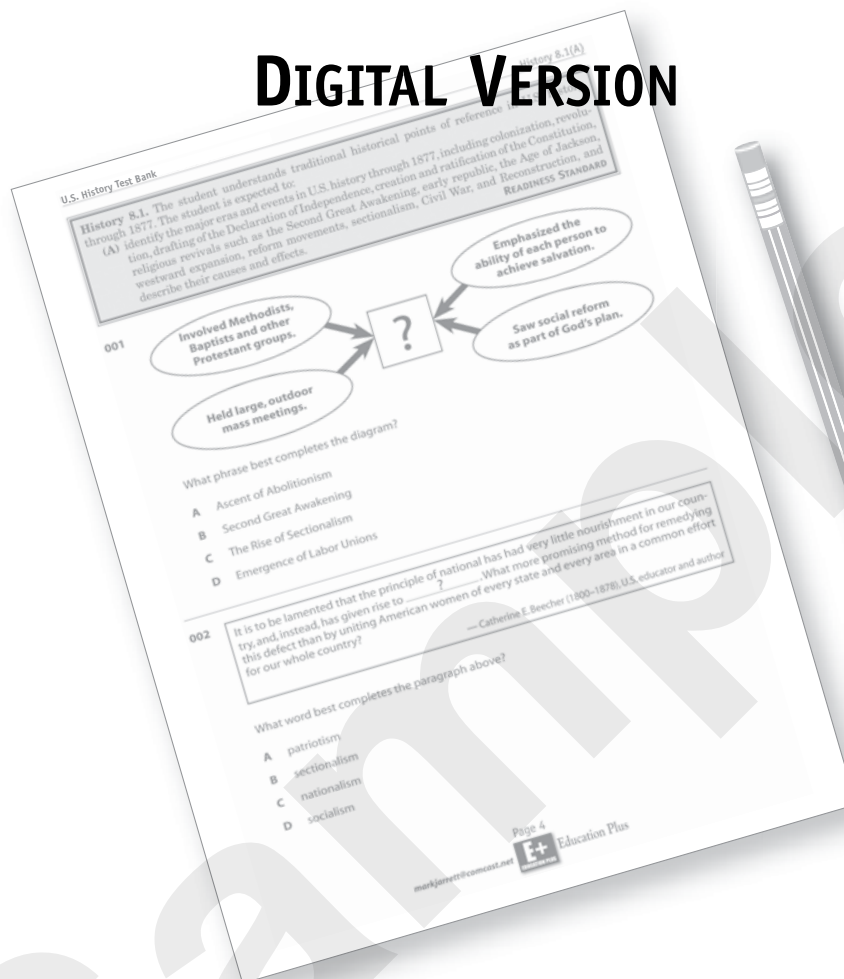 DIGITAL VERSION
U.S. History Test Bank
History 8.1(A)
History 8.1. The student understands traditional historical points of reference in
through 1877. The student is expected to:
(A) identify the major eras and events in U.S. history through 1877, including colonization, revolu-
tion, drafting of the Declaration of Independence, creation and ratification of the Constitution,
religious revivals such as the Second Great Awakening, early republic, the Age of Jackson,
westward expansion, reform movements, sectionalism, Civil War, and Reconstruction, and
describe their causes and effects.
READINESS STANDARD
001
Involved Methodists,
Baptists and other
Protestant groups.
Emphasized the
ability of each person to
achieve salvation.
?
Held large, outdoor
mass meetings.
Saw social reform
as part of God's plan.
What phrase best completes the diagram?
A Ascent of Abolitionism
B Second Great Awakening
C The Rise of Sectionalism
D Emergence of Labor Unions
002
It is to be lamented that the principle of national has had very little nourishment in our coun-
try, and, instead, has given rise to ____?____. What more promising method for remedying
this defect than by uniting American women of every state and every area in a common effort
for our whole country?
— Catherine E. Beecher (1800–1878), U.S. educator and author
What word best completes the paragraph above?
A patriotism
B sectionalism
C nationalism
D socialism
Page 4
markjarrett@comcast.net
E+
EDUCATION PLUS
Education Plus
sample